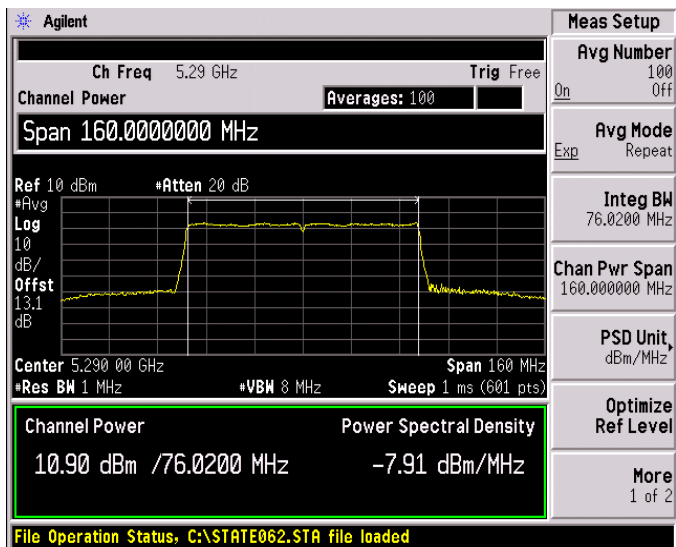 Agilent
Meas Setup
Ch Freq 5.29 GHz Trig Free
Channel Power Averages: 100
Span 160.0000000 MHz
Ref 10 dBm #Atten 20 dB
#Avg
Log
10
dB/
Offst
13.1
dB
Center 5.290 00 GHz Span 160 MHz
#Res BW 1 MHz #VBW 8 MHz Sweep 1 ms (601 pts)
Channel Power Power Spectral Density
10.90 dBm /76.0200 MHz -7.91 dBm/MHz
File Operation Status, C:\STATE062.STA file loaded
Avg Number
100
On Off
Avg Mode
Exp Repeat
Integ BW
76.0200 MHz
Chan Pwr Span
160.000000 MHz
PSD Unit
dBm/MHz
Optimize
Ref Level
More
1 of 2